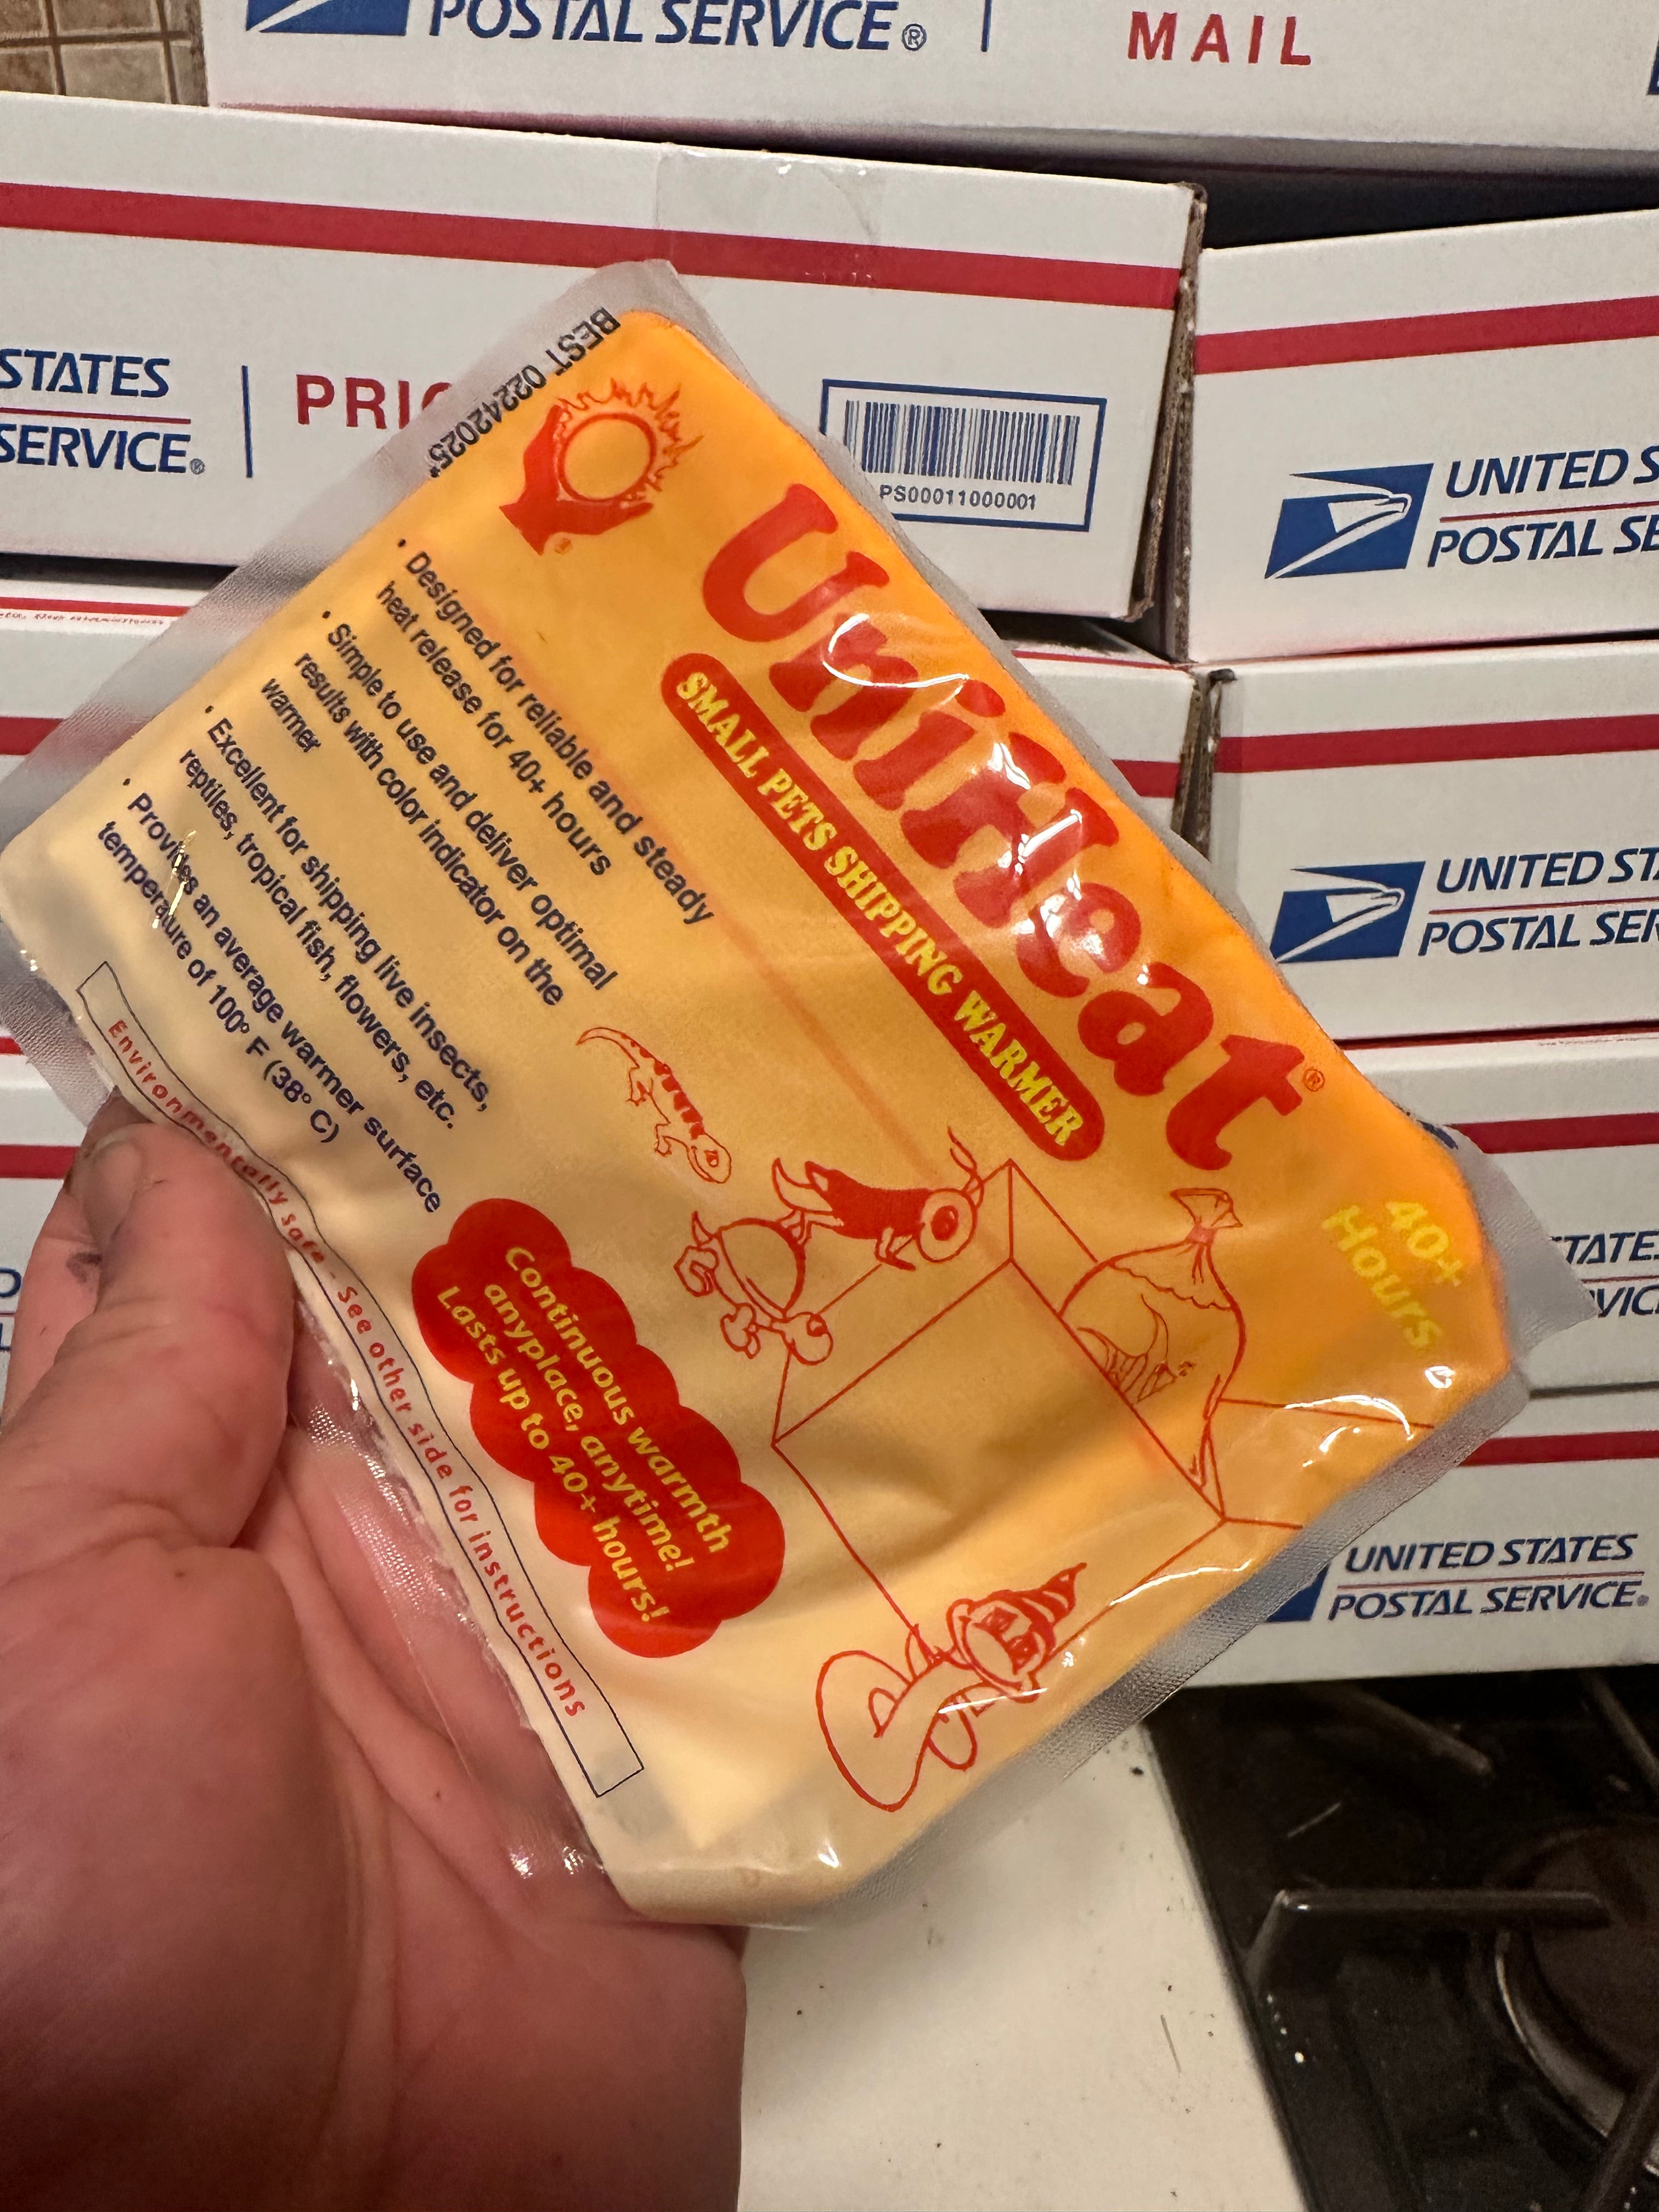 POSTAL SERVICE®
MAIL
STATES
SERVICE®
PRIO
PS00011000001
UNITED S
POSTAL SE
BEST 02242025*
UniHeat®
SMALL PETS SHIPPING WARMER
40+
Hours
• Designed for reliable and steady
heat release for 40+ hours
• Simple to use and deliver optimal
results with color indicator on the
warmer
• Excellent for shipping live insects,
reptiles, tropical fish, flowers, etc.
• Provides an average warmer surface
temperature of 100° F (38° C)
Continuous warmth
anyplace, anytime!
Lasts up to 40+ hours!
Environmentally safe - See other side for instructions
UNITED STA
POSTAL SER
TATES
VICE
UNITED STATES
POSTAL SERVICE®